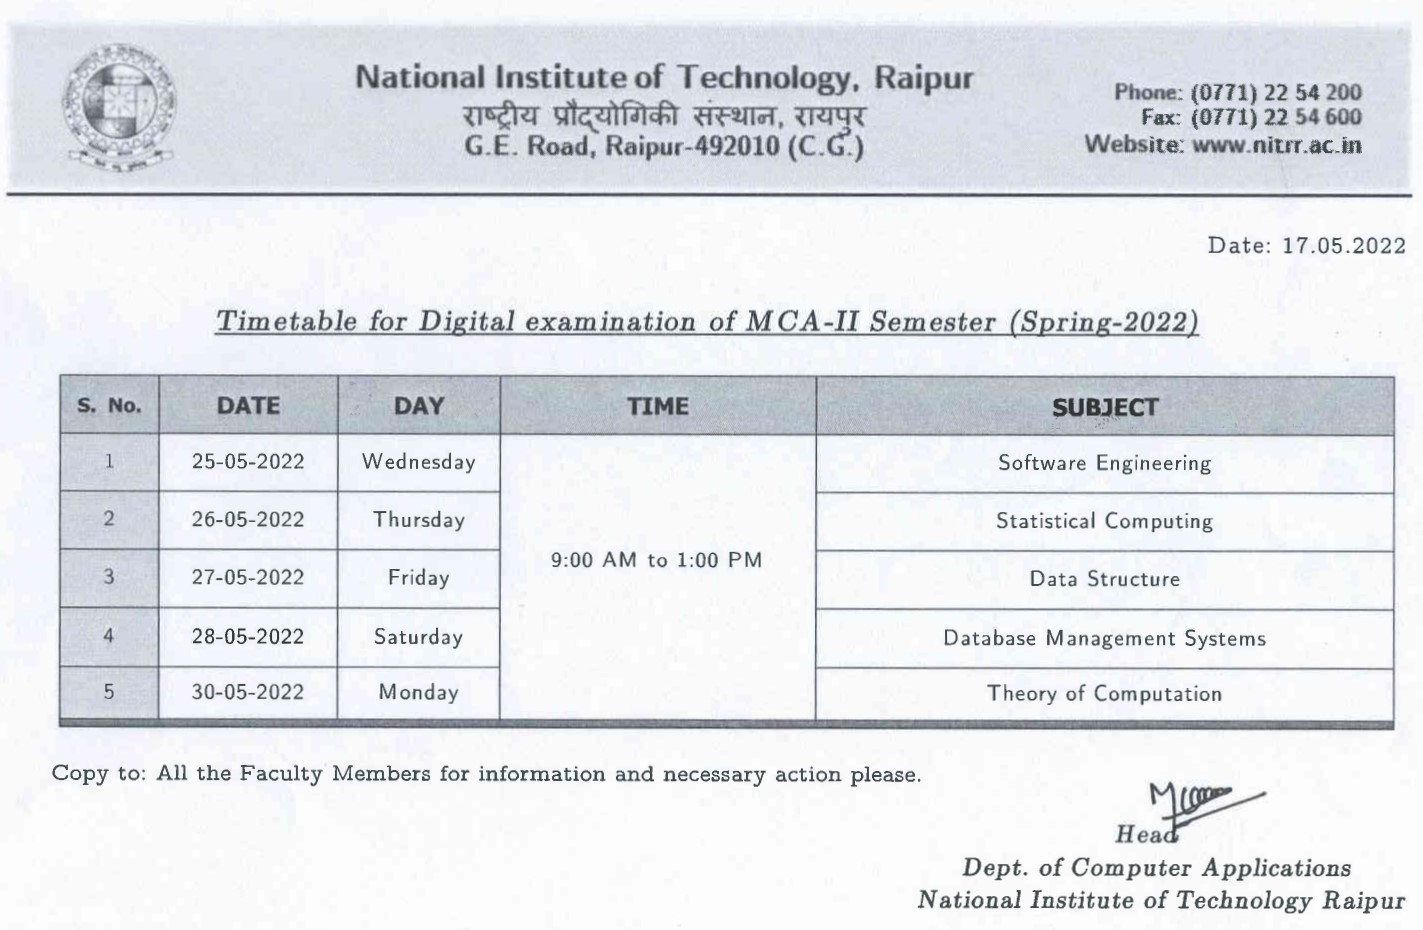 National Institute of Technology, Raipur
राष्ट्रीय प्रौद्योगिकी संस्थान, रायपुर
G.E. Road, Raipur-492010 (C.G.)
Phone: (0771) 22 54 200
Fax: (0771) 22 54 600
Website: www.nitrr.ac.in
Date: 17.05.2022
Timetable for Digital examination of MCA-II Semester (Spring-2022)
S. No. DATE DAY TIME SUBJECT
1 25-05-2022 Wednesday Software Engineering
2 26-05-2022 Thursday Statistical Computing
9:00 AM to 1:00 PM
3 27-05-2022 Friday Data Structure
4 28-05-2022 Saturday Database Management Systems
5 30-05-2022 Monday Theory of Computation
Copy to: All the Faculty Members for information and necessary action please.
Head
Dept. of Computer Applications
National Institute of Technology Raipur